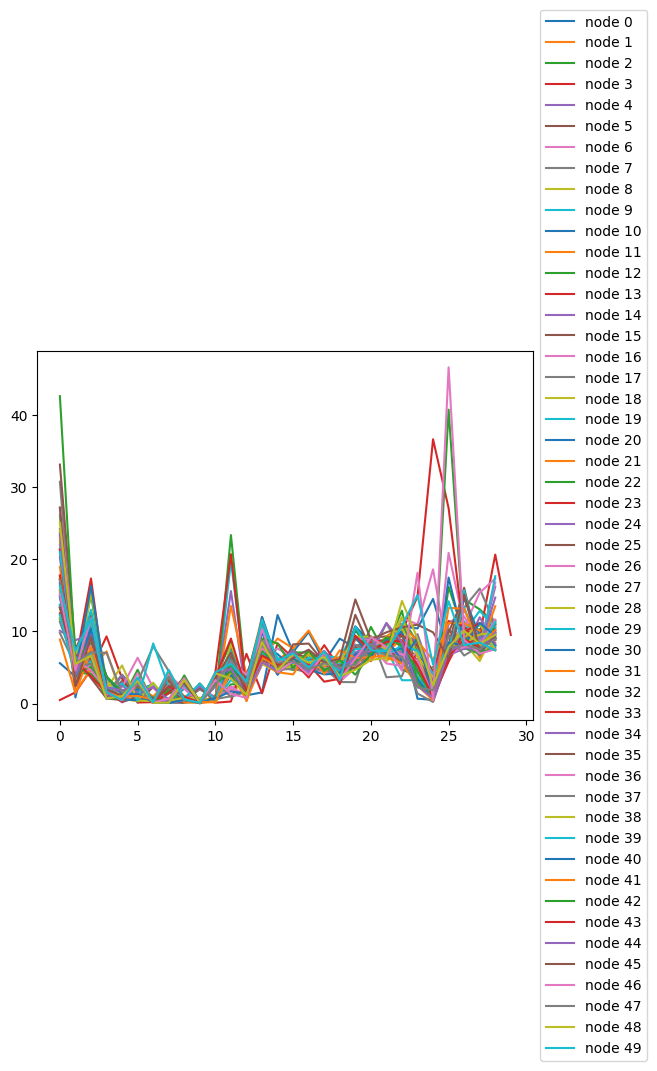 node 0
node 1
node 2
node 3
node 4
node 5
node 6
node 7
node 8
node 9
node 10
node 11
node 12
node 13
node 14
node 15
node 16
node 17
node 18
node 19
node 20
node 21
node 22
node 23
node 24
node 25
node 26
node 27
node 28
node 29
node 30
node 31
node 32
node 33
node 34
node 35
node 36
node 37
node 38
node 39
node 40
node 41
node 42
node 43
node 44
node 45
node 46
node 47
node 48
node 49
40
30
20
10
0
0 5 10 15 20 25 30